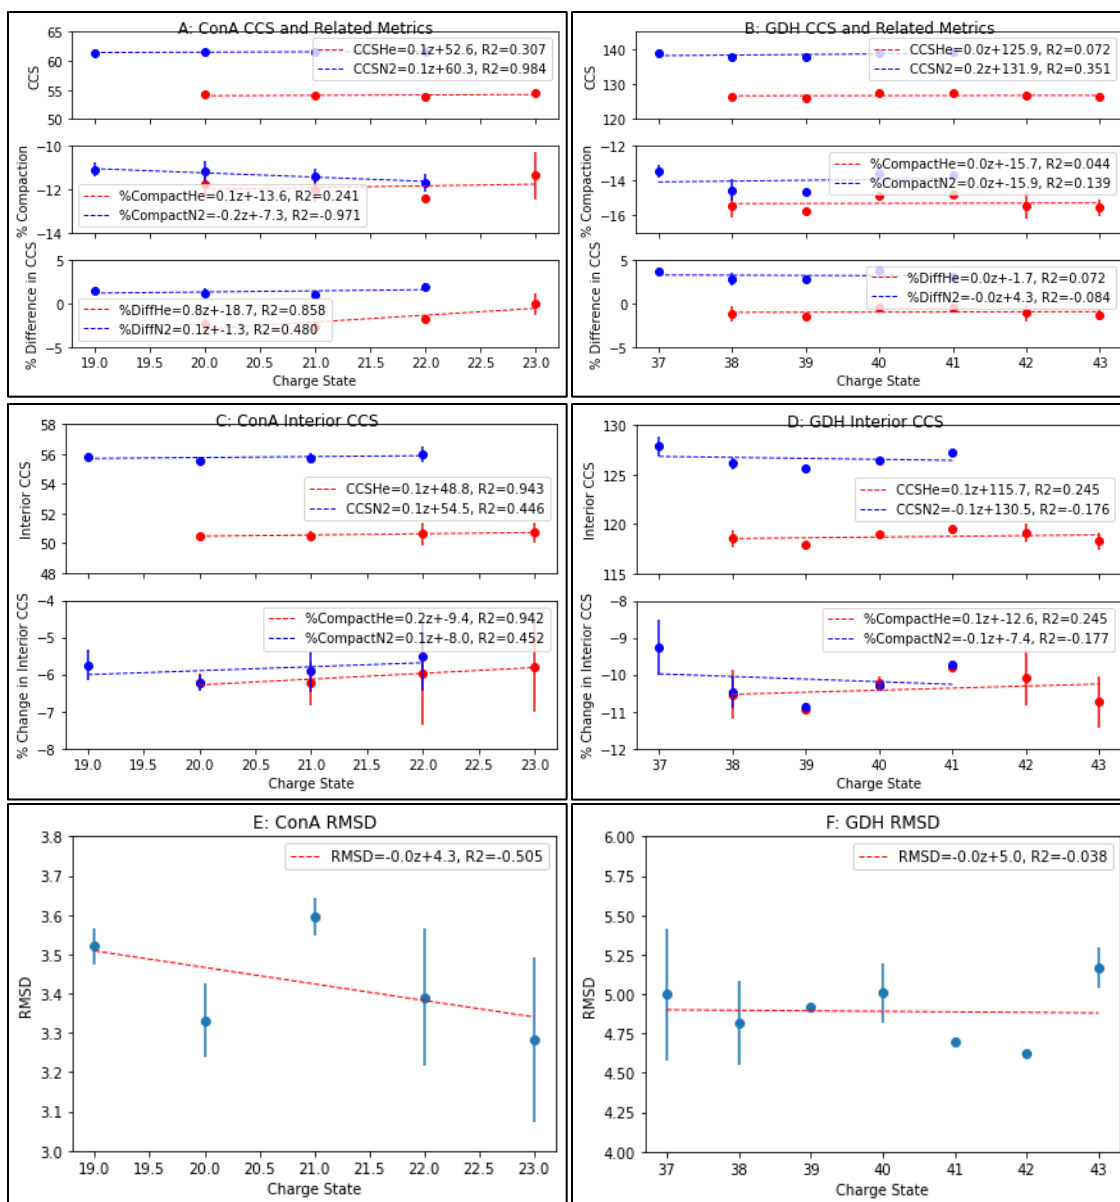 A: ConA CCS and Related Metrics
65
60
55
50
CCS
CCSHe=0.1z+52.6, R2=0.307
CCSN2=0.1z+60.3, R2=0.984
-10
-12
-14
% Compaction
%CompactHe=0.1z+-13.6, R2=0.241
%CompactN2=-0.2z+-7.3, R2=-0.971
5
0
-5
% Difference in CCS
%DiffHe=0.8z+-18.7, R2=0.858
%DiffN2=0.1z+-1.3, R2=0.480
19.0 19.5 20.0 20.5 21.0 21.5 22.0 22.5 23.0
Charge State
B: GDH CCS and Related Metrics
140
130
120
CCS
CCSHe=0.0z+125.9, R2=0.072
CCSN2=0.2z+131.9, R2=0.351
-12
-14
-16
% Compaction
%CompactHe=0.0z+-15.7, R2=0.044
%CompactN2=0.0z+-15.9, R2=0.139
5
0
-5
% Difference in CCS
%DiffHe=0.0z+-1.7, R2=0.072
%DiffN2=-0.0z+4.3, R2=-0.084
37 38 39 40 41 42 43
Charge State
C: ConA Interior CCS
58
56
54
52
50
48
Interior CCS
CCSHe=0.1z+48.8, R2=0.943
CCSN2=0.1z+54.5, R2=0.446
-4
-5
-6
-7
-8
% Change in Interior CCS
%CompactHe=0.2z+-9.4, R2=0.942
%CompactN2=0.1z+-8.0, R2=0.452
19.0 19.5 20.0 20.5 21.0 21.5 22.0 22.5 23.0
Charge State
D: GDH Interior CCS
130
125
120
115
Interior CCS
CCSHe=0.1z+115.7, R2=0.245
CCSN2=-0.1z+130.5, R2=-0.176
-8
-9
-10
-11
-12
% Change in Interior CCS
%CompactHe=0.1z+-12.6, R2=0.245
%CompactN2=-0.1z+-7.4, R2=-0.177
37 38 39 40 41 42 43
Charge State
E: ConA RMSD
3.8
3.7
3.6
3.5
3.4
3.3
3.2
3.1
3.0
RMSD
RMSD=-0.0z+4.3, R2=-0.505
19.0 19.5 20.0 20.5 21.0 21.5 22.0 22.5 23.0
Charge State
F: GDH RMSD
6.00
5.75
5.50
5.25
5.00
4.75
4.50
4.25
4.00
RMSD
RMSD=-0.0z+5.0, R2=-0.038
37 38 39 40 41 42 43
Charge State